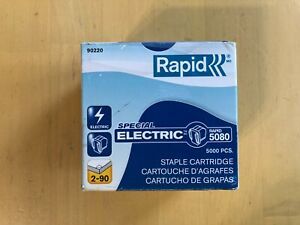 90220
Rapid
ELECTRIC
SPECIAL
ELECTRIC
RAPID
5080
5000 PCS.
2-90
STAPLE CARTRIDGE
CARTOUCHE D'AGRAFES
CARTUCHO DE GRAPAS